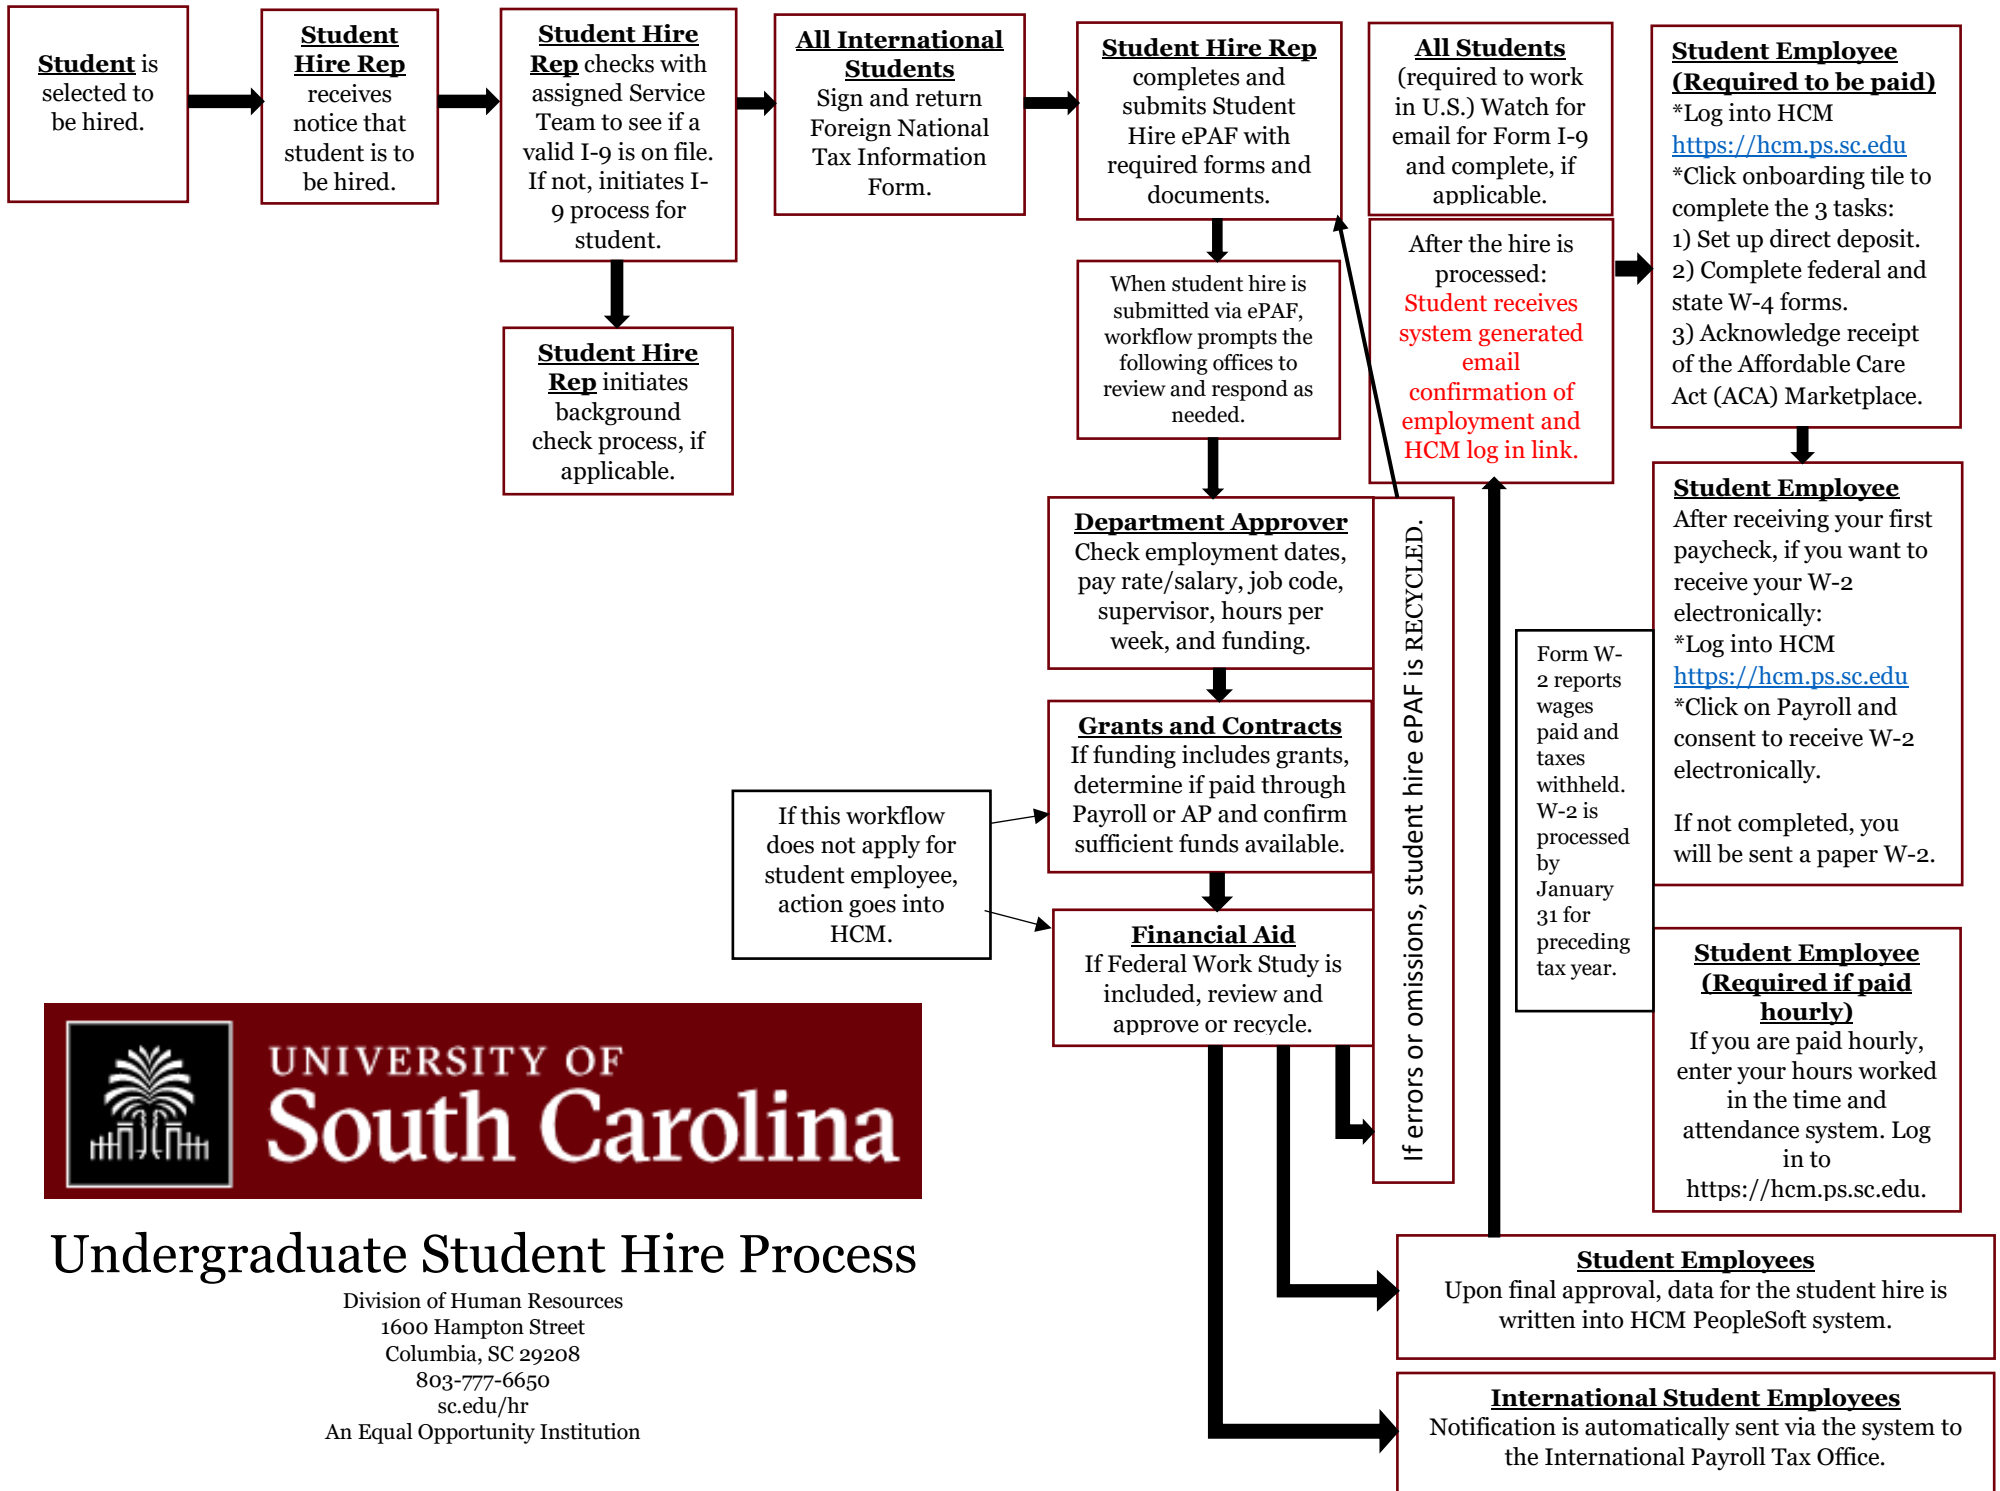 Student is
selected to
be hired.
Student
Hire Rep
receives
notice that
student is to
be hired.
Student Hire
Rep checks with
assigned Service
Team to see if a
valid I-9 is on file.
If not, initiates I-
9 process for
student.
Student Hire
Rep initiates
background
check process, if
applicable.
All International
Students
Sign and return
Foreign National
Tax Information
Form.
Student Hire Rep
completes and
submits Student
Hire ePAF with
required forms and
documents.
When student hire is
submitted via ePAF,
workflow prompts the
following offices to
review and respond as
needed.
Department Approver
Check employment dates,
pay rate/salary, job code,
supervisor, hours per
week, and funding.
Grants and Contracts
If funding includes grants,
determine if paid through
Payroll or AP and confirm
sufficient funds available.
If this workflow
does not apply for
student employee,
action goes into
HCM.
Financial Aid
If Federal Work Study is
included, review and
approve or recycle.
If errors or omissions, student hire ePAF is RECYCLED.
All Students
(required to work
in U.S.) Watch for
email for Form I-9
and complete, if
applicable.
After the hire is
processed:
Student receives
system generated
email
confirmation of
employment and
HCM log in link.
Student Employee
(Required to be paid)
*Log into HCM
https://hcm.ps.sc.edu
*Click onboarding tile to
complete the 3 tasks:
1) Set up direct deposit.
2) Complete federal and
state W-4 forms.
3) Acknowledge receipt
of the Affordable Care
Act (ACA) Marketplace.
Student Employee
After receiving your first
paycheck, if you want to
receive your W-2
electronically:
*Log into HCM
https://hcm.ps.sc.edu
*Click on Payroll and
consent to receive W-2
electronically.
If not completed, you
will be sent a paper W-2.
Form W-
2 reports
wages
paid and
taxes
withheld.
W-2 is
processed
by
January
31 for
preceding
tax year.
Student Employee
(Required if paid
hourly)
If you are paid hourly,
enter your hours worked
in the time and
attendance system. Log
in to
https://hcm.ps.sc.edu.
Student Employees
Upon final approval, data for the student hire is
written into HCM PeopleSoft system.
International Student Employees
Notification is automatically sent via the system to
the International Payroll Tax Office.
UNIVERSITY OF
South Carolina
Undergraduate Student Hire Process
Division of Human Resources
1600 Hampton Street
Columbia, SC 29208
803-777-6650
sc.edu/hr
An Equal Opportunity Institution